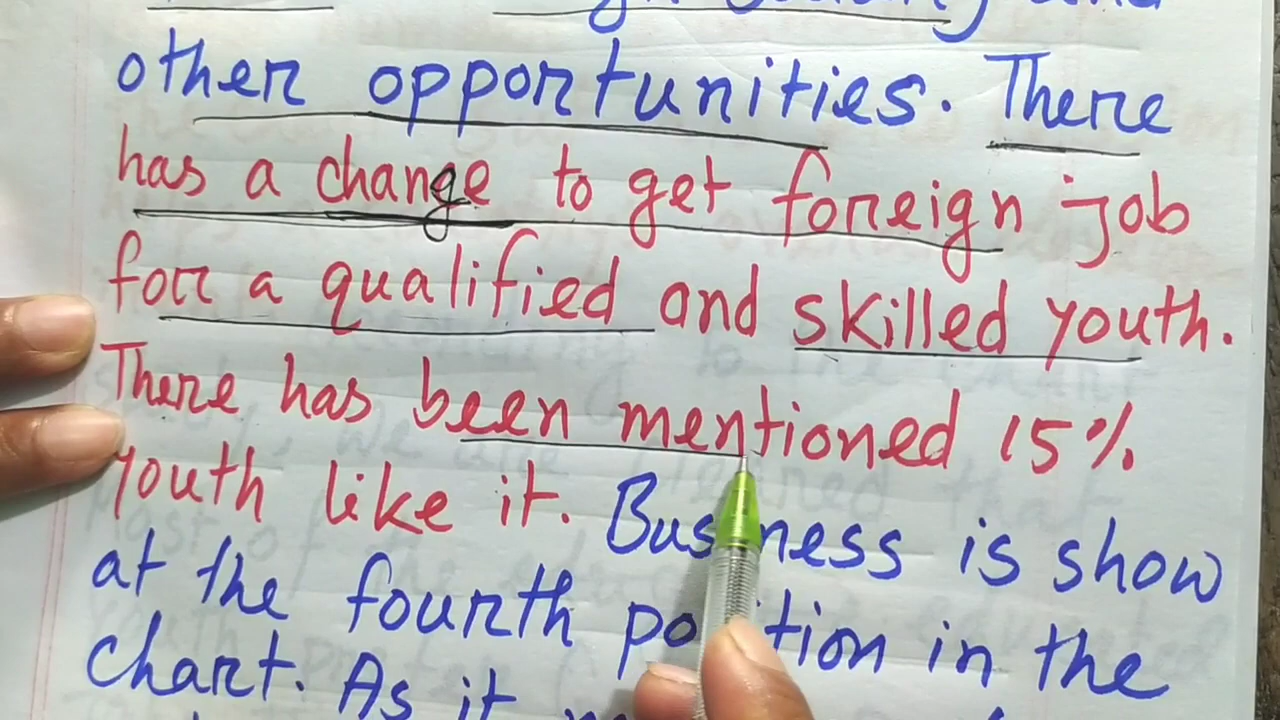 and
other opportunities. There
has a change to get foreign job
for a qualified and skilled youth.
There has been mentioned 15%
youth like it. Business is show
at the fourth position in the
chart. As it